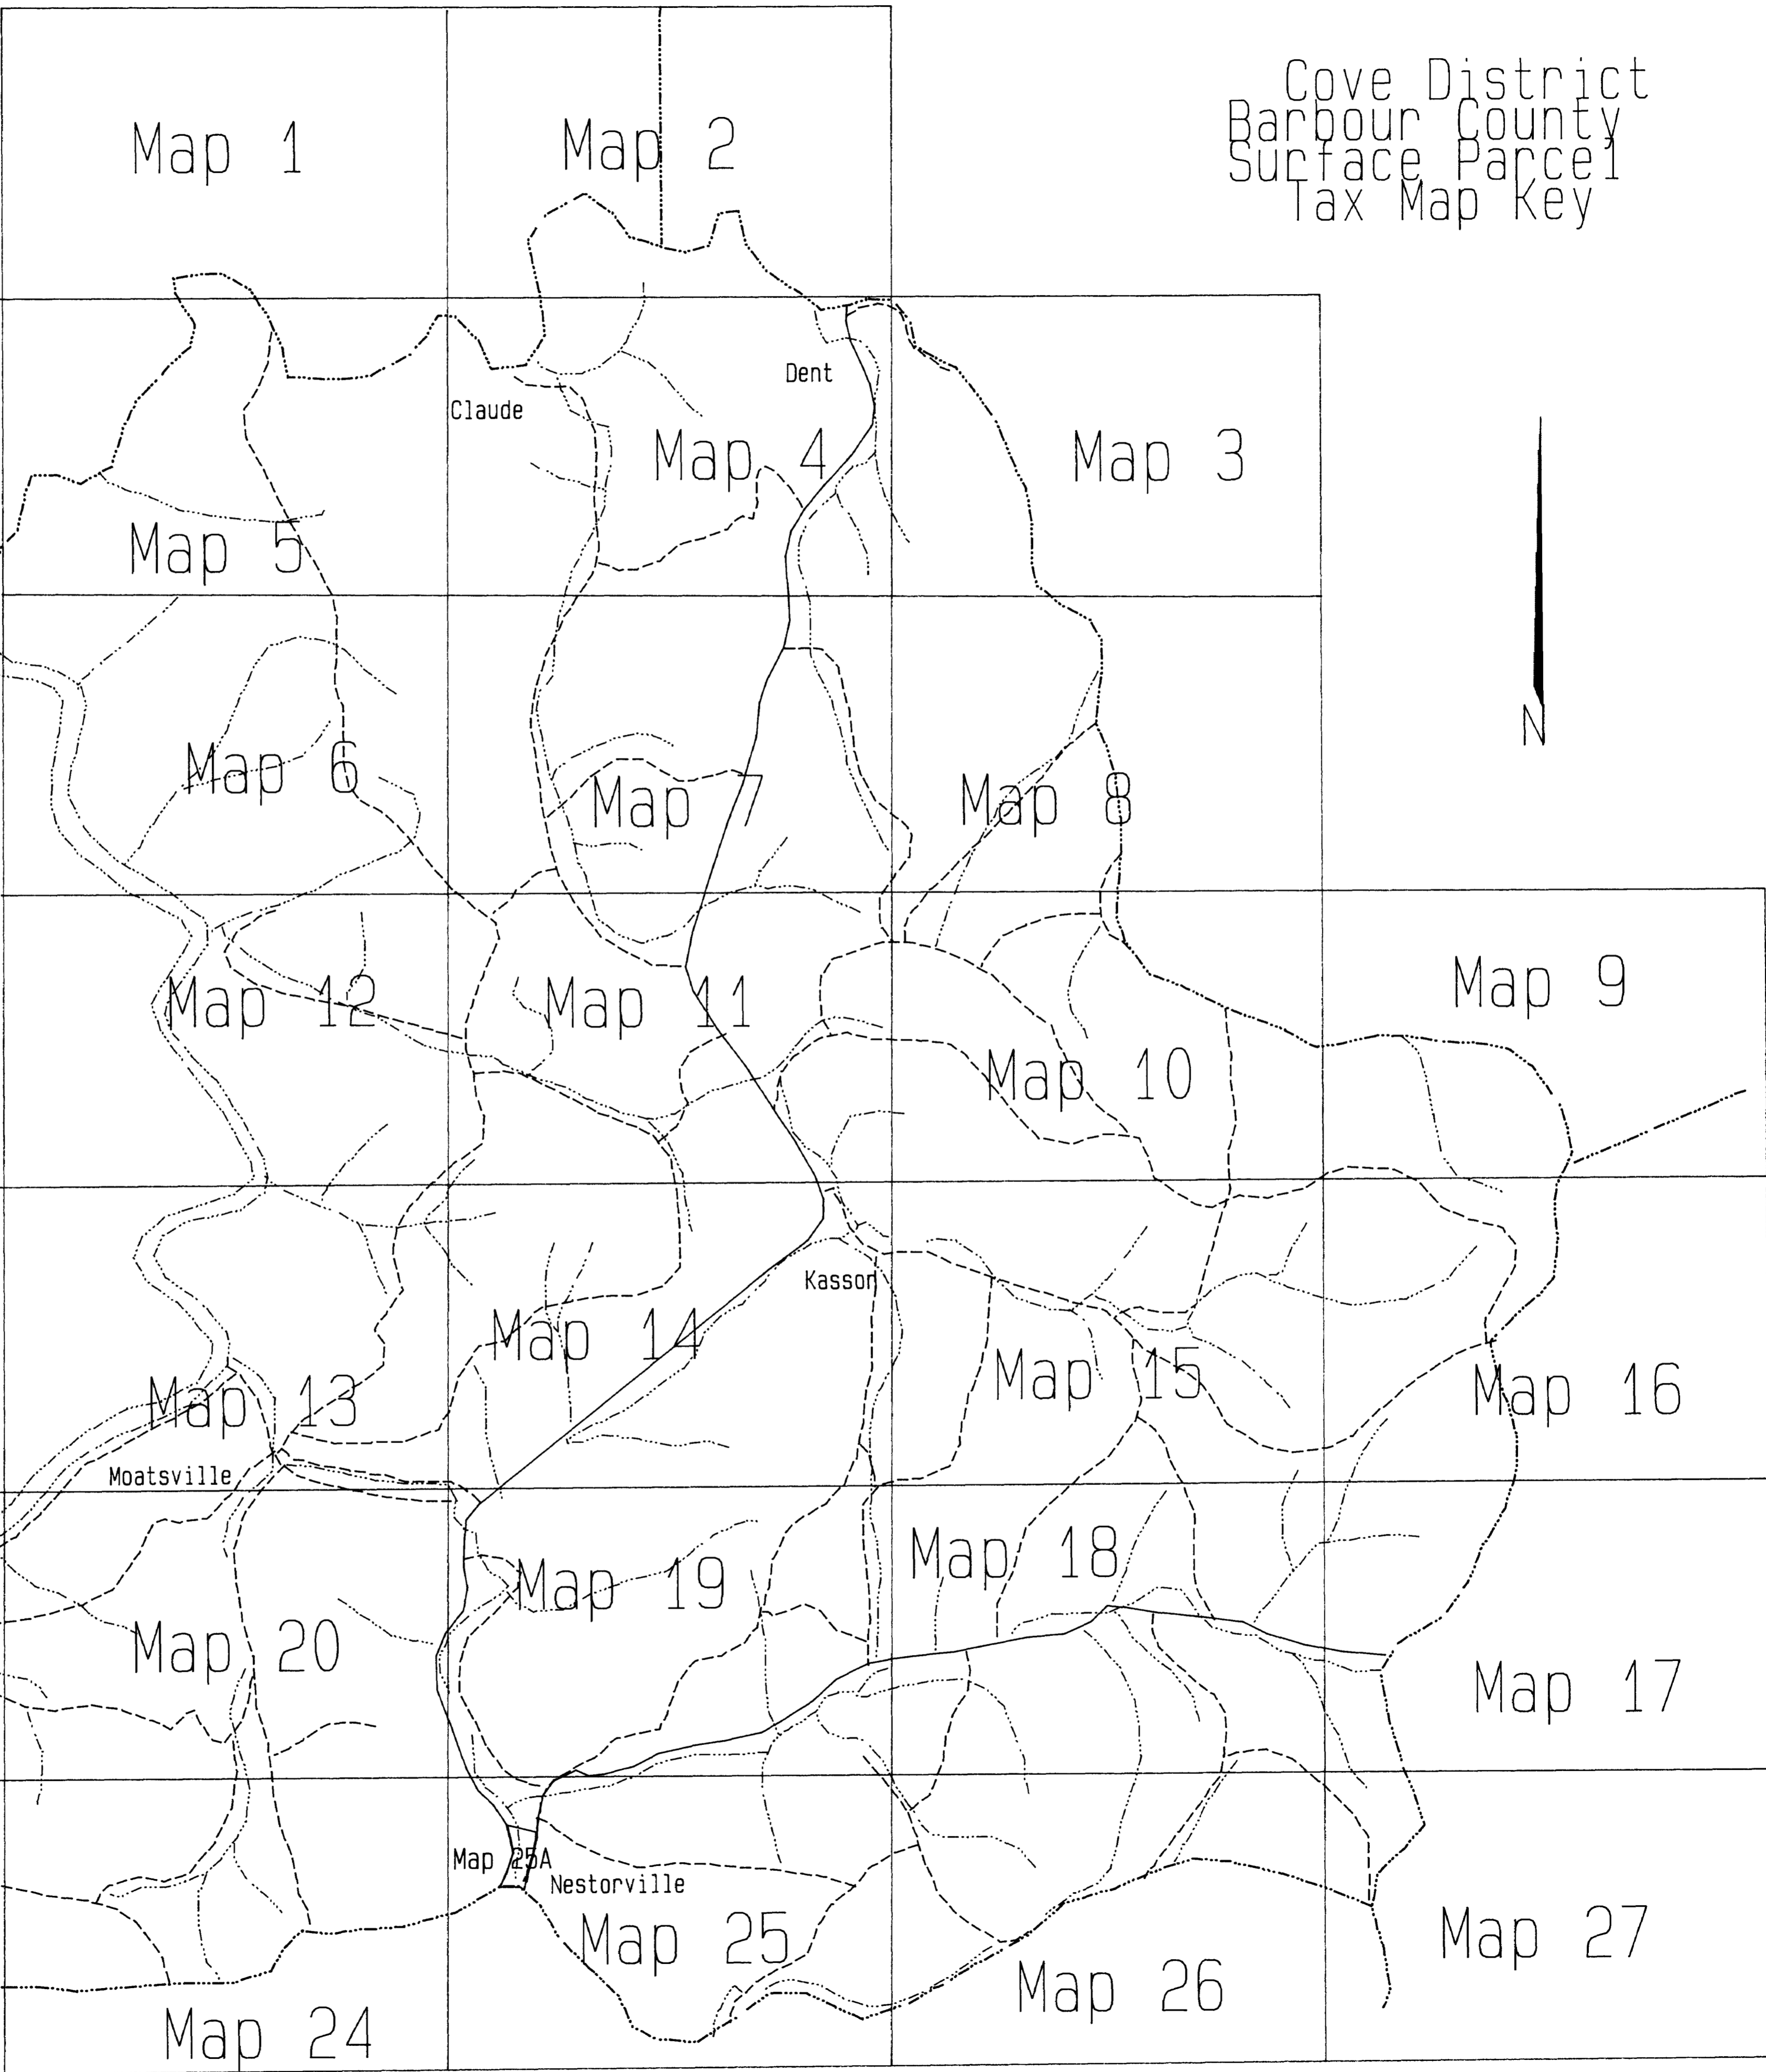 Cove District
Barbour County
Surface Parcel
Tax Map Key
Map 1
Map 2
Dent
Claude
Map 4
Map 3
Map 5
N
Map 6
Map 7
Map 8
Map 9
Map 12
Map 11
Map 10
Kasson
Map 14
Map 15
Map 16
Map 13
Moatsville
Map 18
Map 19
Map 20
Map 17
Map 25A
Nestorville
Map 25
Map 27
Map 26
Map 24